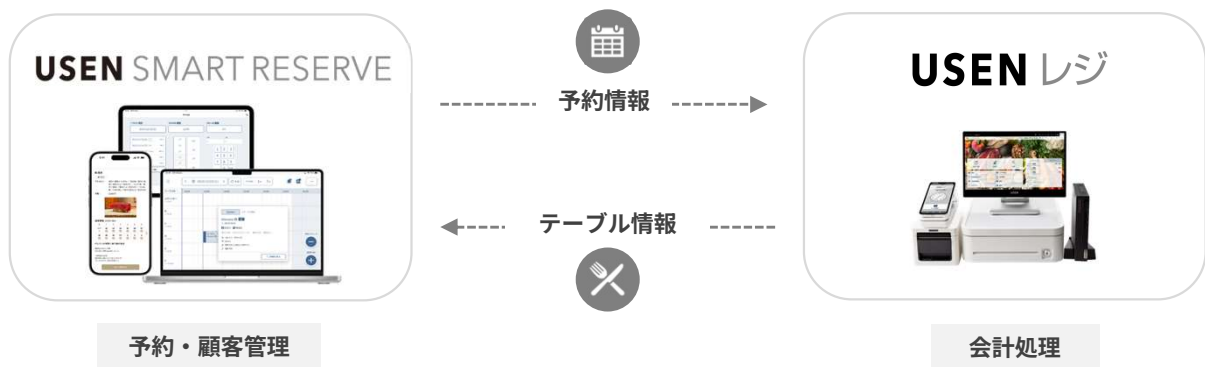 USEN SMART RESERVE
予約情報
USEN レジ
テーブル情報
予約・顧客管理
会計処理